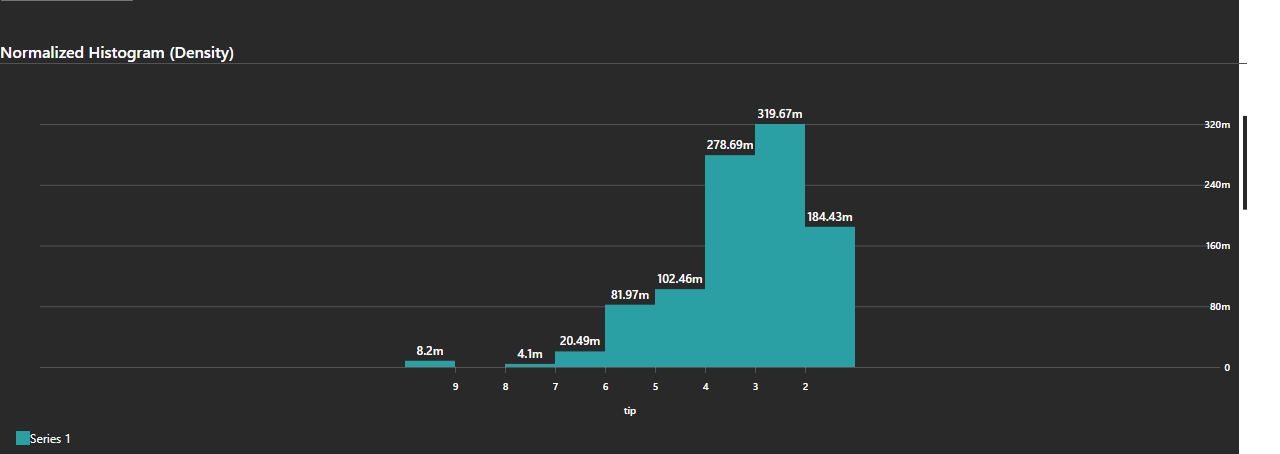 Normalized Histogram (Density)
319.67m
320m
278.69m
240m
184.43m
160m
102.46m
81.97m
80m
20.49m
8.2m
4.1m
0
9 8 7 6 5 4 3 2
tip
Series 1